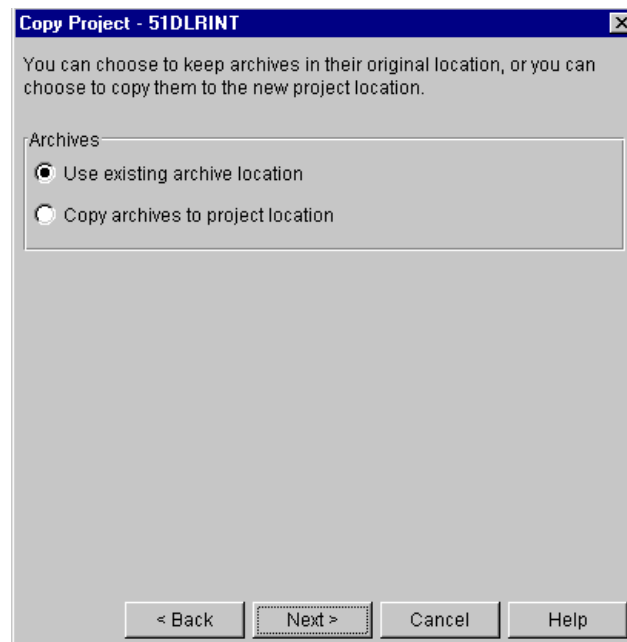 Copy Project - 51DLRINT
You can choose to keep archives in their original location, or you can
choose to copy them to the new project location.
Archives
Use existing archive location
Copy archives to project location
< Back
Next >
Cancel
Help